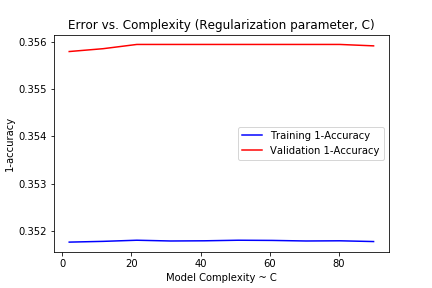 Error vs. Complexity (Regularization parameter, C)
0.356
0.355
0.354
0.353
0.352
1-accuracy
Training 1-Accuracy
Validation 1-Accuracy
0 20 40 60 80
Model Complexity ~ C